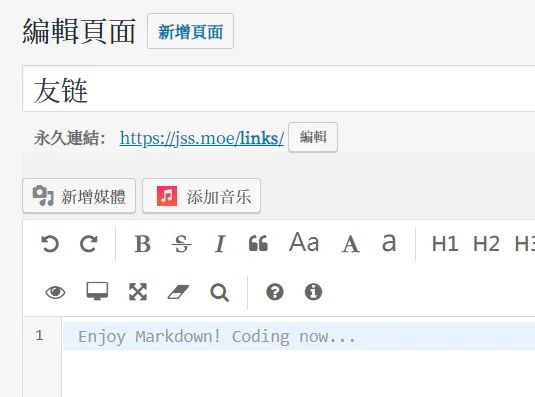 編輯頁面 新增頁面
友链
永久連結： https://jss.moe/links/ 編輯
新增媒體 添加音乐
B S I Aa A a H1 H2 H3
1 Enjoy Markdown! Coding now...